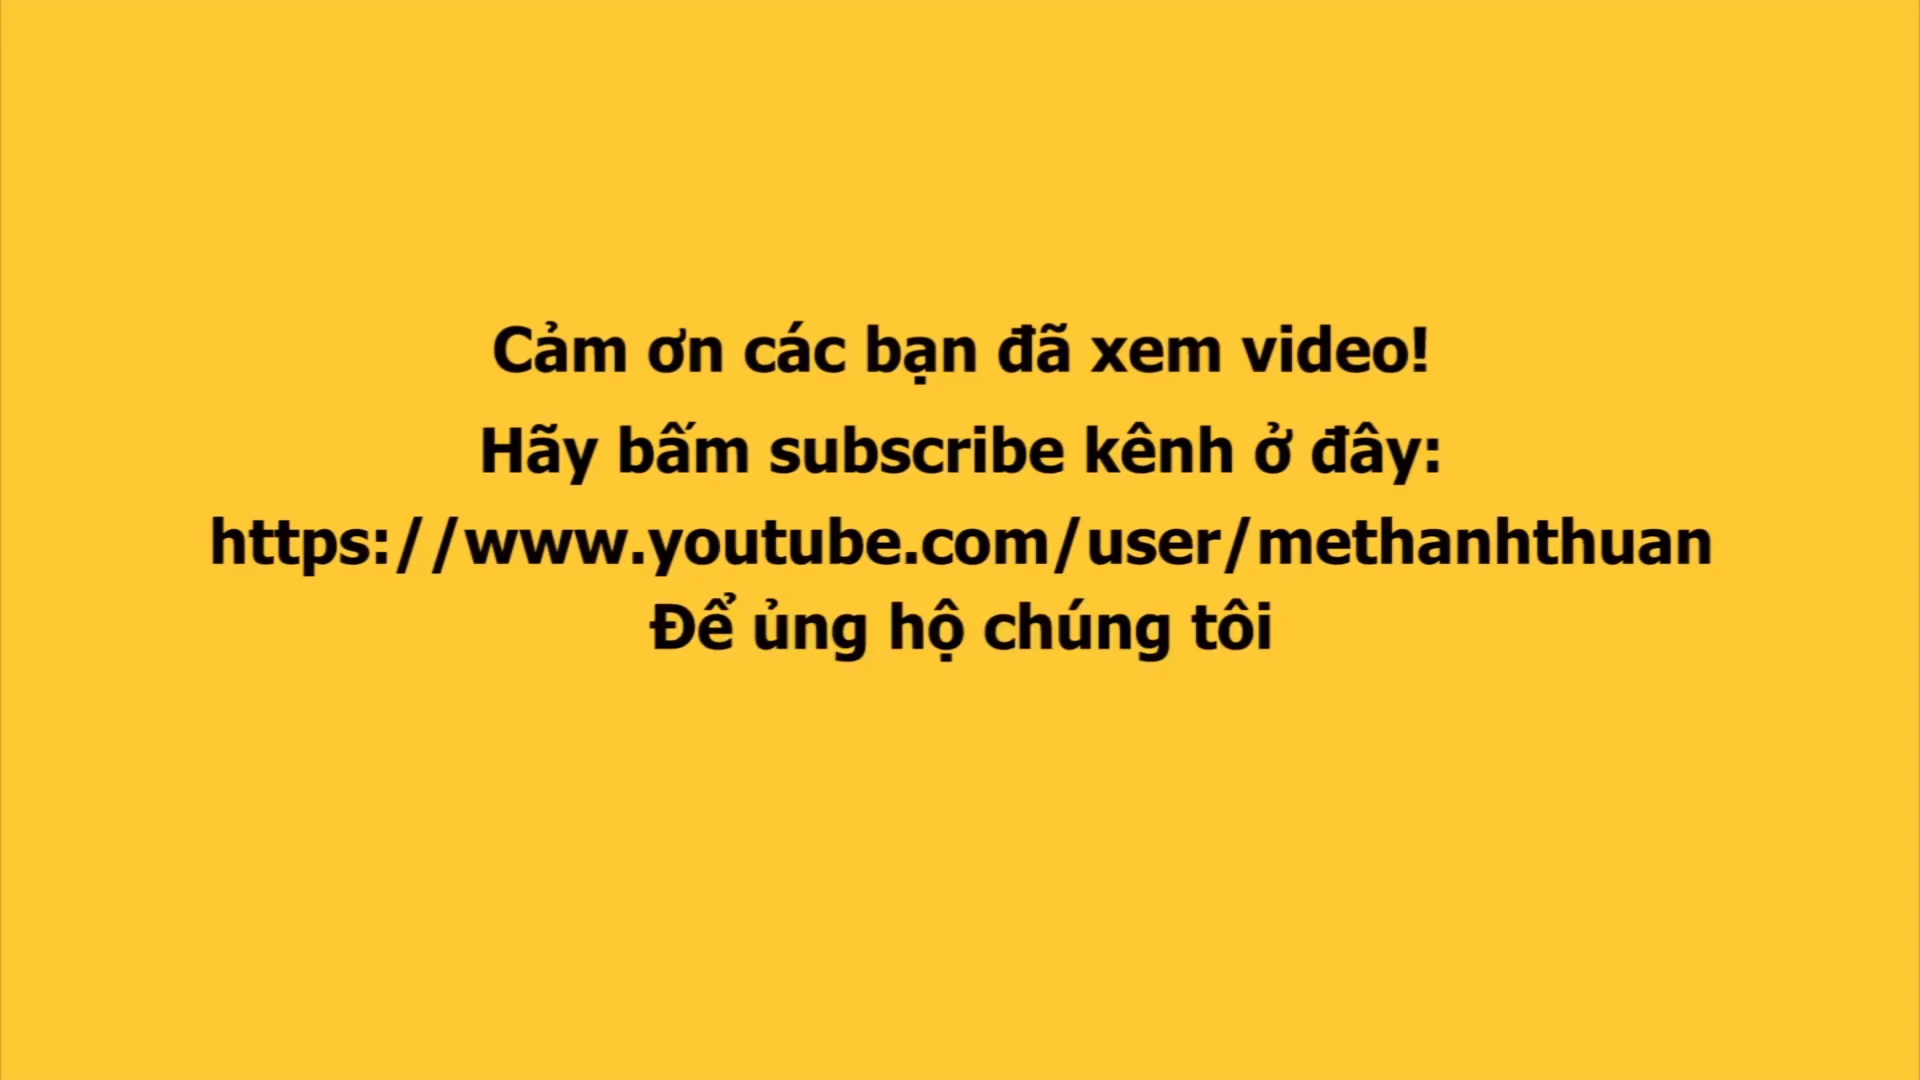 Cảm ơn các bạn đã xem video!
Hãy bấm subscribe kênh ở đây:
https://www.youtube.com/user/methanhthuan
Để ủng hộ chúng tôi